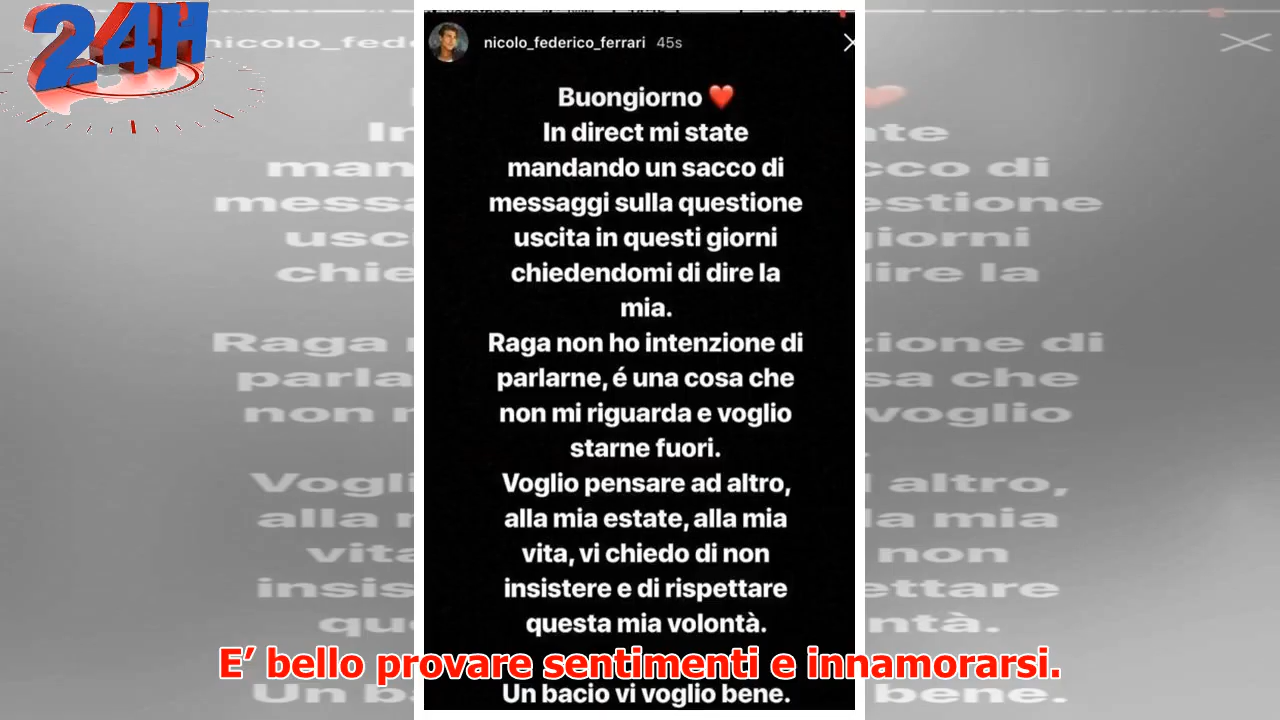 24H
nicolo_federico_ferrari 45s
Buongiorno ❤️
In direct mi state
mandando un sacco di
messaggi sulla questione
uscita in questi giorni
chiedendomi di dire la
mia.
Raga non ho intenzione di
parlarne, é una cosa che
non mi riguarda e voglio
starne fuori.
Voglio pensare ad altro,
alla mia estate, alla mia
vita, vi chiedo di non
insistere e di rispettare
questa mia volontà.
E’ bello provare sentimenti e innamorarsi.
Un bacio vi voglio bene.